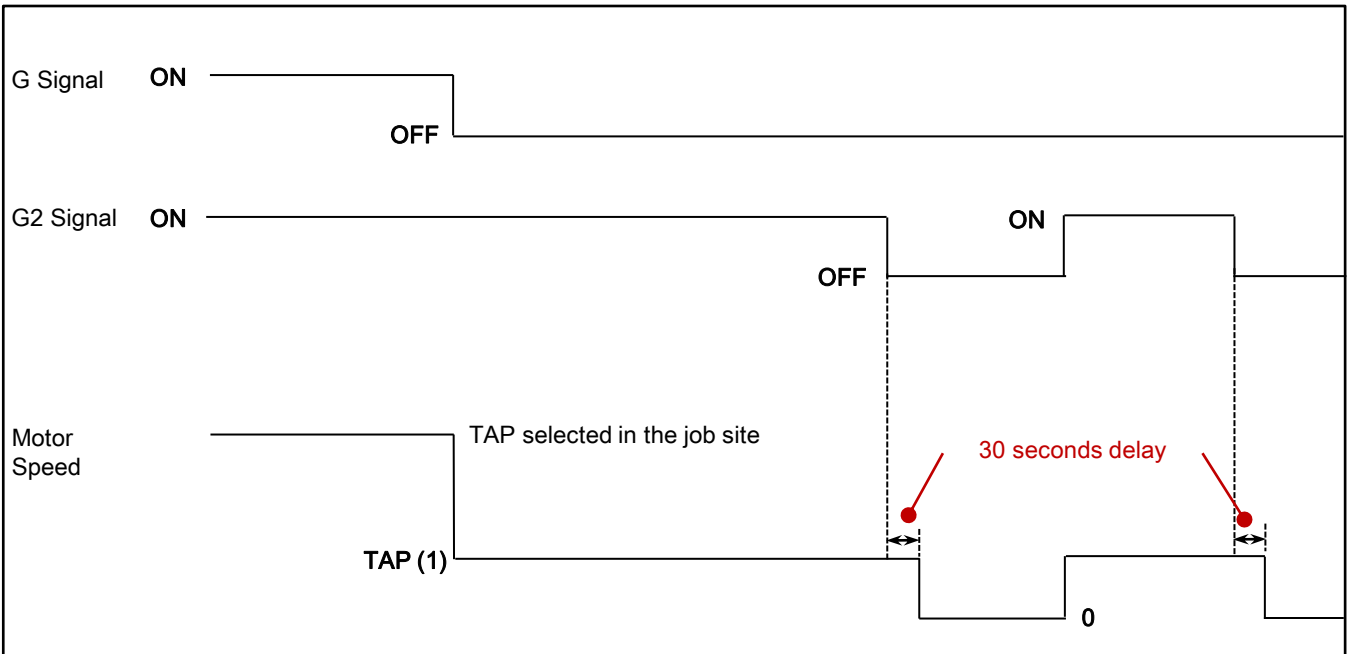 G Signal
ON
OFF
G2 Signal
ON
ON
OFF
Motor
Speed
TAP selected in the job site
30 seconds delay
TAP (1)
0